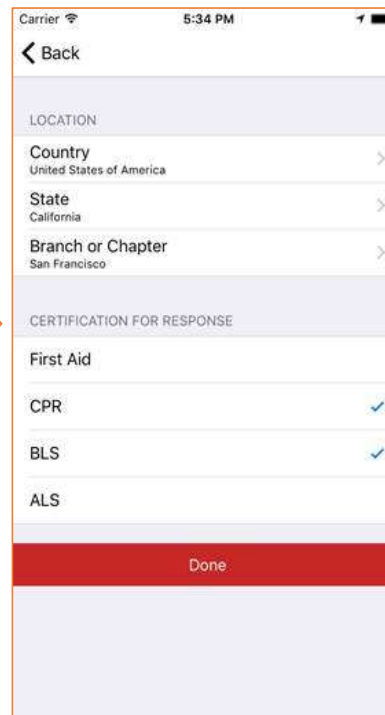 Carrier 5:34 PM
Back
LOCATION
Country
United States of America
State
California
Branch or Chapter
San Francisco
CERTIFICATION FOR RESPONSE
First Aid
CPR
BLS
ALS
Done